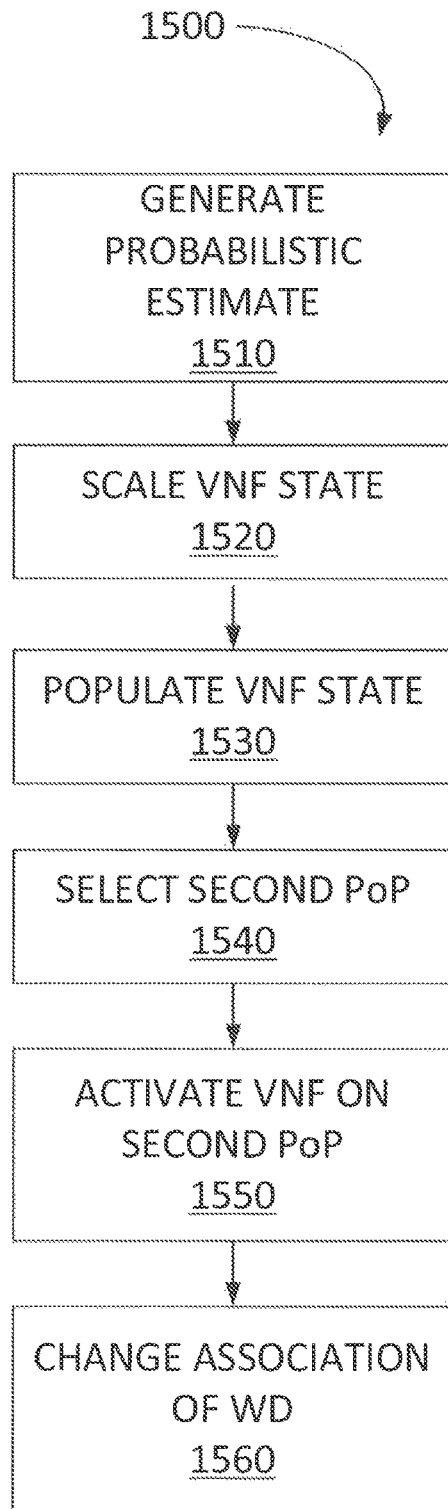 1500
GENERATE
PROBABILISTIC
ESTIMATE
1510
SCALE VNF STATE
1520
POPULATE VNF STATE
1530
SELECT SECOND PoP
1540
ACTIVATE VNF ON
SECOND PoP
1550
CHANGE ASSOCIATION
OF WD
1560